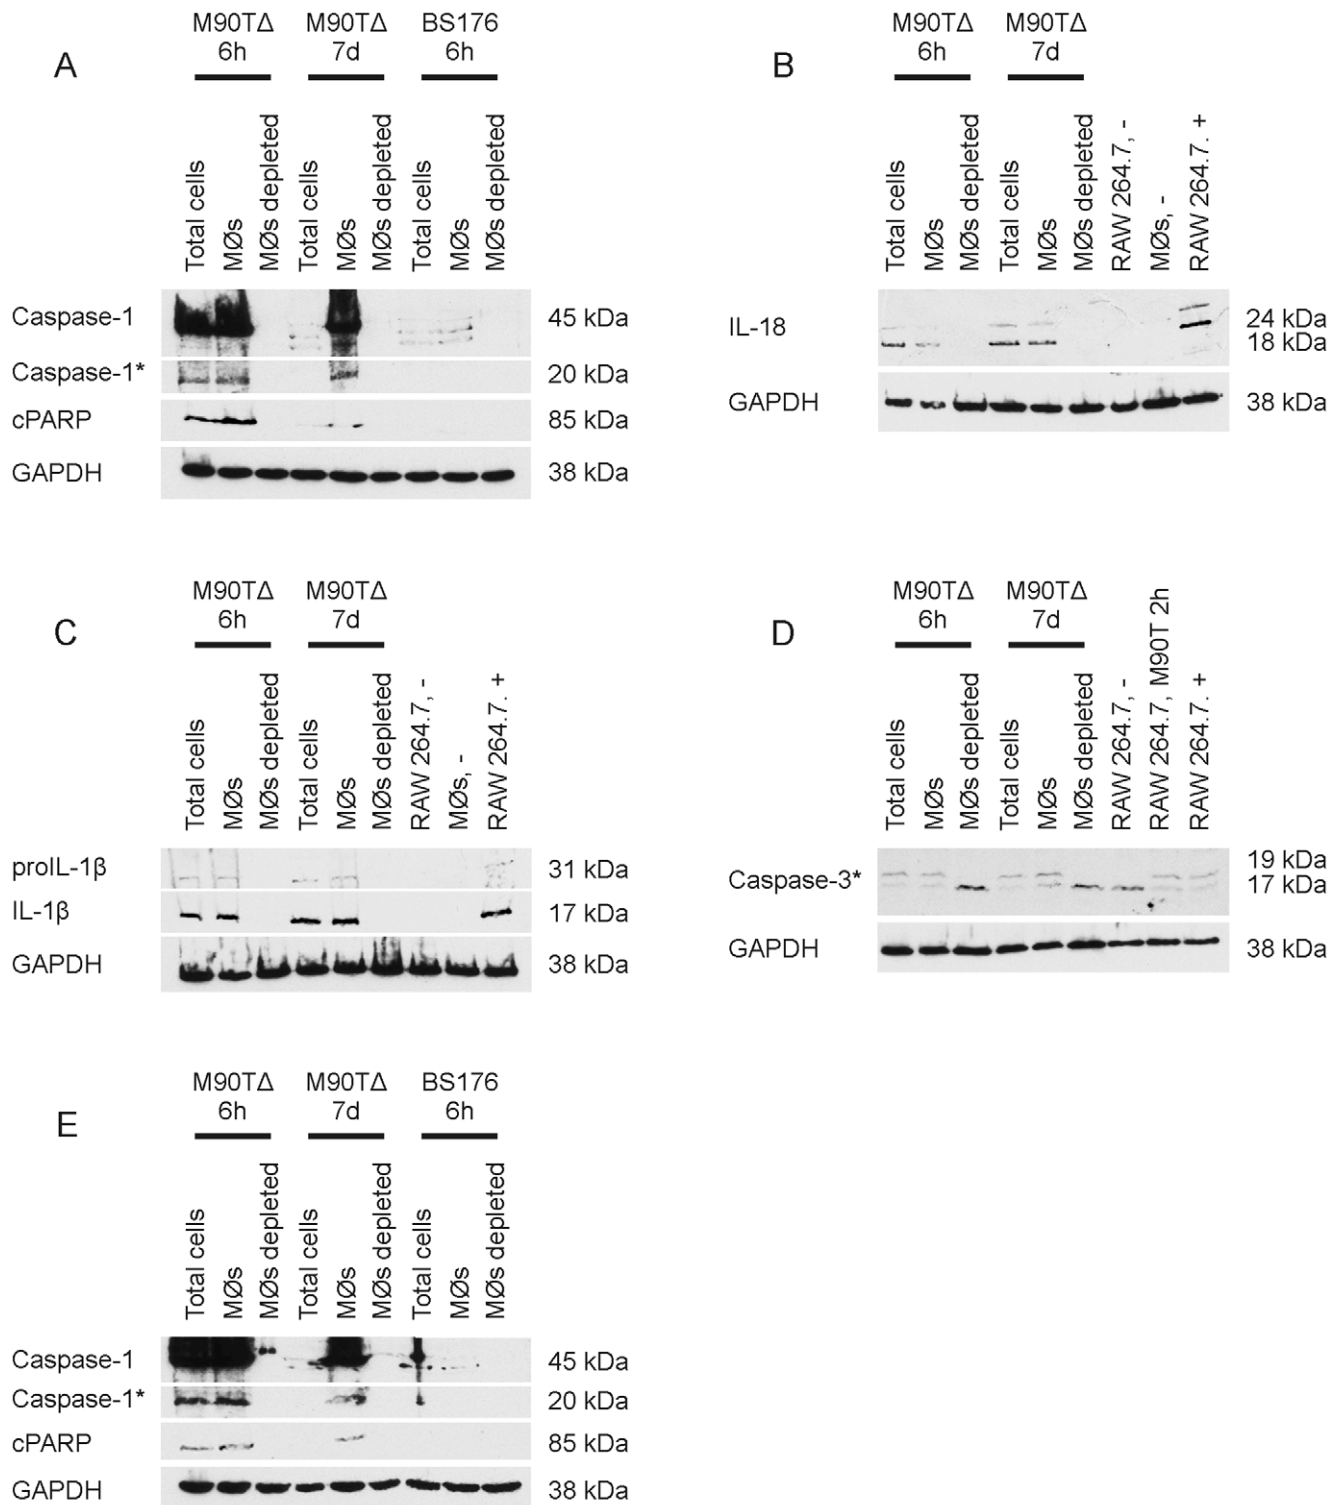 A
M90TΔ M90TΔ BS176
6h 7d 6h
Total cells
MØs
MØs depleted
Total cells
MØs
MØs depleted
Total cells
MØs
MØs depleted
Caspase-1 45 kDa
Caspase-1* 20 kDa
cPARP 85 kDa
GAPDH 38 kDa
B
M90TΔ M90TΔ
6h 7d
Total cells
MØs
MØs depleted
Total cells
MØs
MØs depleted
RAW 264.7, -
MØs, -
RAW 264.7. +
IL-18 24 kDa
18 kDa
GAPDH 38 kDa
C
M90TΔ M90TΔ
6h 7d
Total cells
MØs
MØs depleted
Total cells
MØs
MØs depleted
RAW 264.7, -
MØs, -
RAW 264.7. +
proIL-1β 31 kDa
IL-1β 17 kDa
GAPDH 38 kDa
D
M90TΔ M90TΔ
6h 7d
Total cells
MØs
MØs depleted
Total cells
MØs
MØs depleted
RAW 264.7, -
RAW 264.7, M90T 2h
RAW 264.7. +
19 kDa
Caspase-3* 17 kDa
GAPDH 38 kDa
E
M90TΔ M90TΔ BS176
6h 7d 6h
Total cells
MØs
MØs depleted
Total cells
MØs
MØs depleted
Total cells
MØs
MØs depleted
Caspase-1 45 kDa
Caspase-1* 20 kDa
cPARP 85 kDa
GAPDH 38 kDa